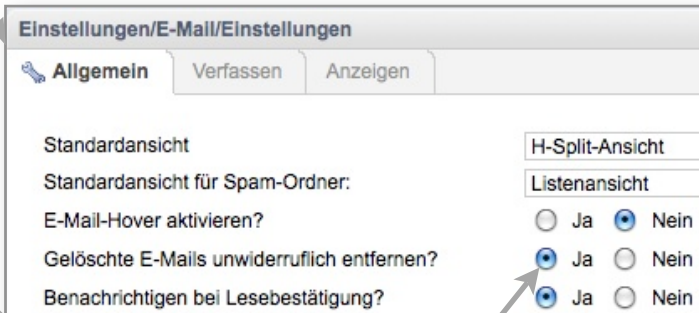 Einstellungen/E-Mail/Einstellungen
Allgemein Verfassen Anzeigen
Standardansicht H-Split-Ansicht
Standardansicht für Spam-Ordner: Listenansicht
E-Mail-Hover aktivieren? Ja Nein
Gelöschte E-Mails unwiderruflich entfernen? Ja Nein
Benachrichtigen bei Lesebestätigung? Ja Nein